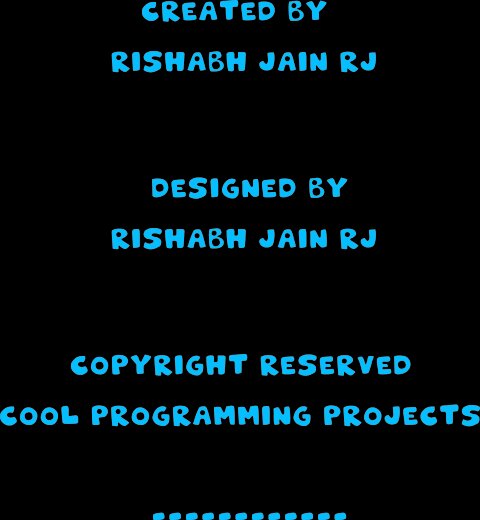 CREATED BY
RISHABH JAIN RJ
DESIGNED BY
RISHABH JAIN RJ
COPYRIGHT RESERVED
COOL PROGRAMMING PROJECTS